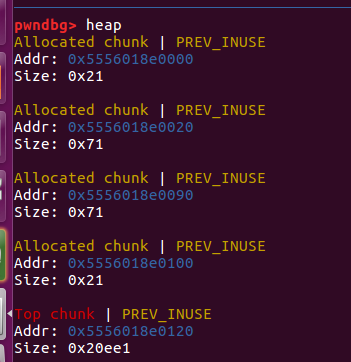 pwndbg> heap
Allocated chunk | PREV_INUSE
Addr: 0x5556018e0000
Size: 0x21
Allocated chunk | PREV_INUSE
Addr: 0x5556018e0020
Size: 0x71
Allocated chunk | PREV_INUSE
Addr: 0x5556018e0090
Size: 0x71
Allocated chunk | PREV_INUSE
Addr: 0x5556018e0100
Size: 0x21
Top chunk | PREV_INUSE
Addr: 0x5556018e0120
Size: 0x20ee1